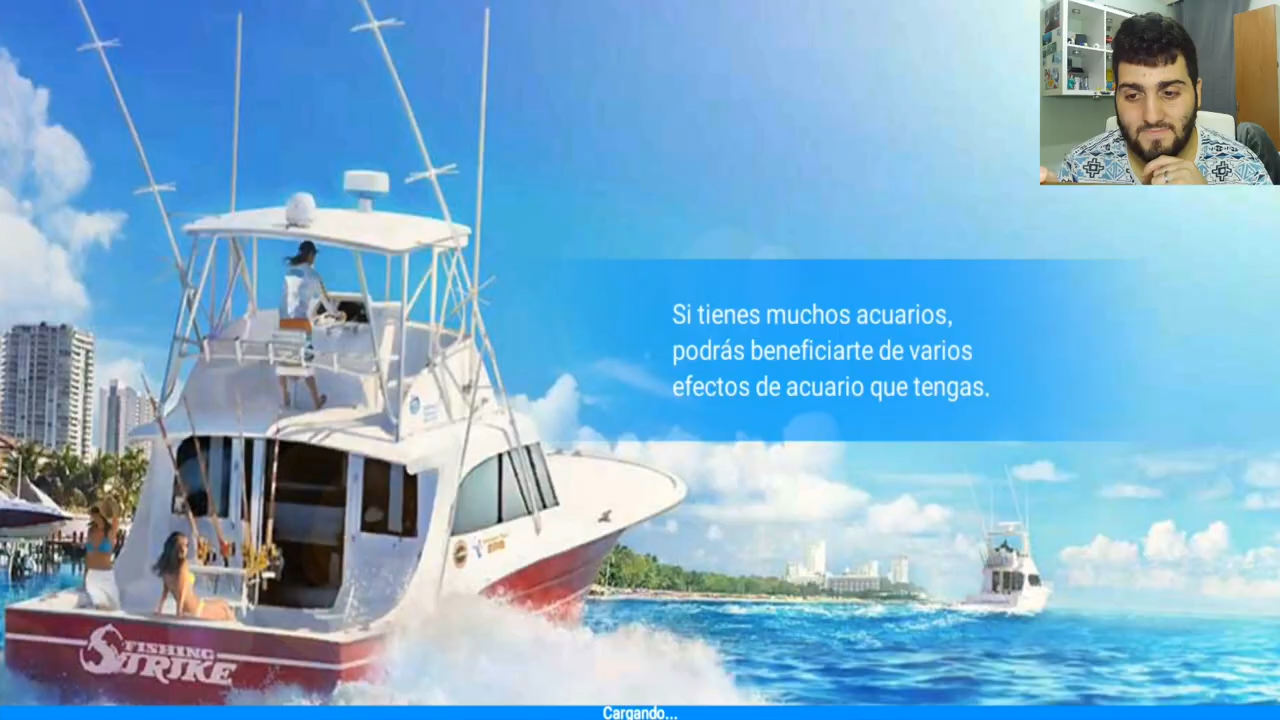 Si tienes muchos acuarios,
podrás beneficiarte de varios
efectos de acuario que tengas.
FISHING
STRIKE
Cargando...